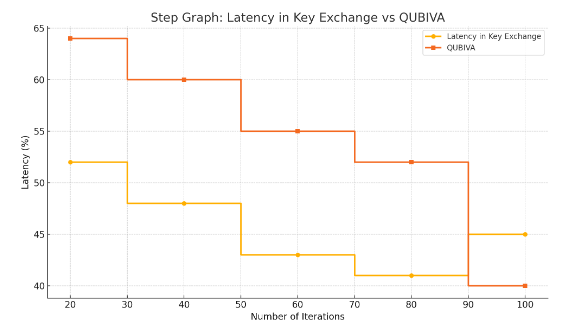 Step Graph: Latency in Key Exchange vs QUBIVA
Latency in Key Exchange
QUBIVA
Latency (%)
65
60
55
50
45
40
20 30 40 50 60 70 80 90 100
Number of Iterations